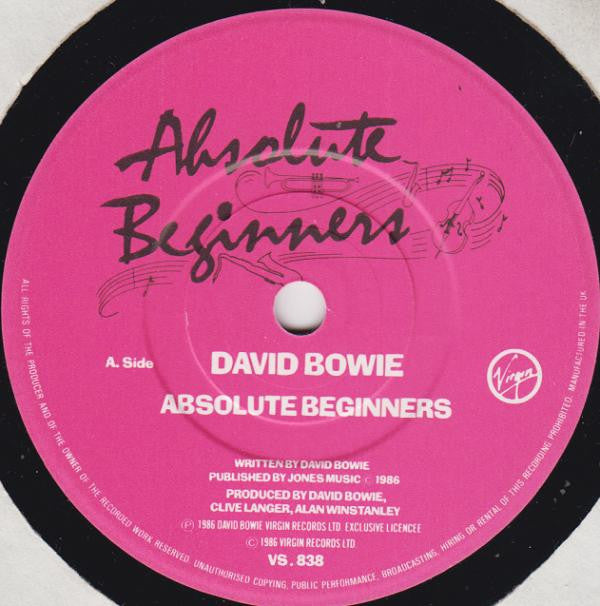 Absolute
Beginners
A. Side
DAVID BOWIE
Virgin
ABSOLUTE BEGINNERS
WRITTEN BY DAVID BOWIE
PUBLISHED BY JONES MUSIC © 1986
PRODUCED BY DAVID BOWIE,
CLIVE LANGER, ALAN WINSTANLEY
Ⓟ 1986 DAVID BOWIE VIRGIN RECORDS LTD. EXCLUSIVE LICENCEE
© 1986 VIRGIN RECORDS LTD.
VS. 838
ALL RIGHTS OF THE PRODUCER AND OF THE OWNER OF THE RECORDED WORK RESERVED. UNAUTHORISED COPYING, PUBLIC PERFORMANCE, BROADCASTING, HIRING OR RENTAL OF THIS RECORDING PROHIBITED. MANUFACTURED IN THE UK